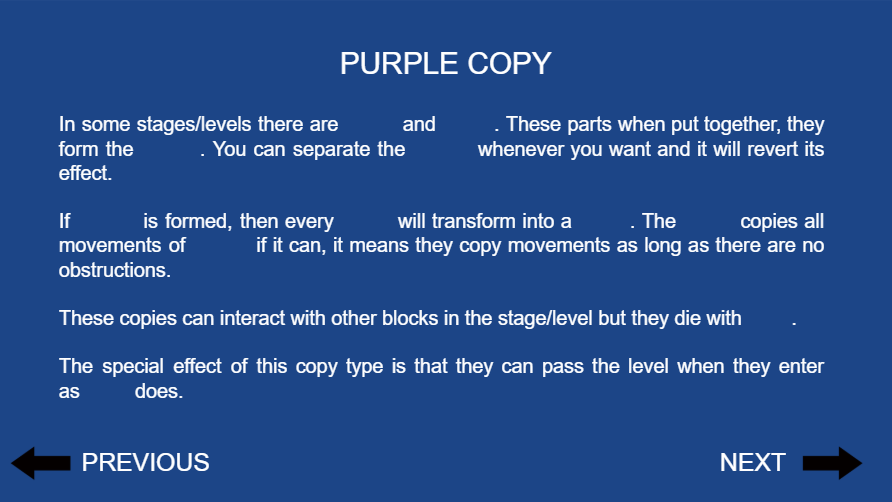 PURPLE COPY
In some stages/levels there are and . These parts when put together, they
form the . You can separate the whenever you want and it will revert its
effect.
If is formed, then every will transform into a . The copies all
movements of if it can, it means they copy movements as long as there are no
obstructions.
These copies can interact with other blocks in the stage/level but they die with .
The special effect of this copy type is that they can pass the level when they enter
as does.
PREVIOUS
NEXT